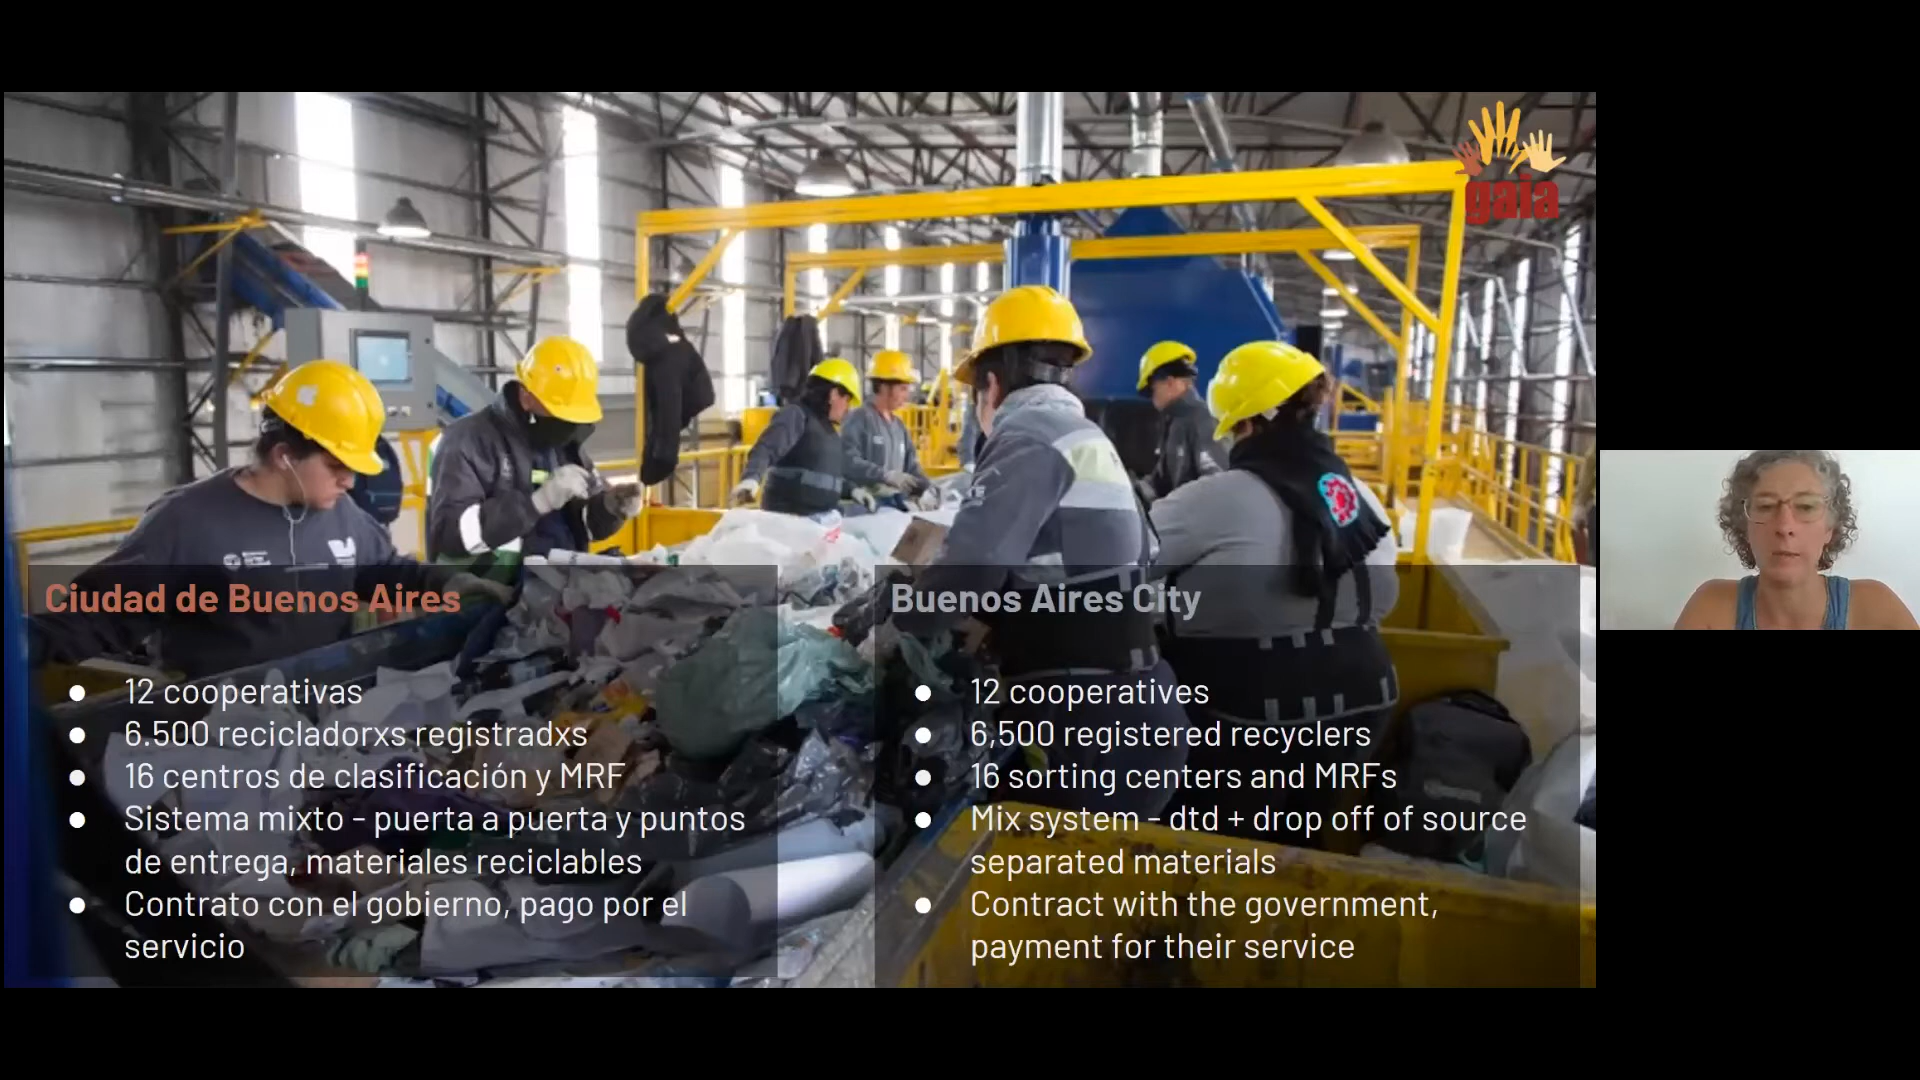 gaia
Ciudad de Buenos Aires
● 12 cooperativas
● 6.500 recicladorxs registradxs
● 16 centros de clasificación y MRF
● Sistema mixto - puerta a puerta y puntos
de entrega, materiales reciclables
● Contrato con el gobierno, pago por el
servicio
Buenos Aires City
● 12 cooperatives
● 6,500 registered recyclers
● 16 sorting centers and MRFs
● Mix system - dtd + drop off of source
separated materials
● Contract with the government,
payment for their service